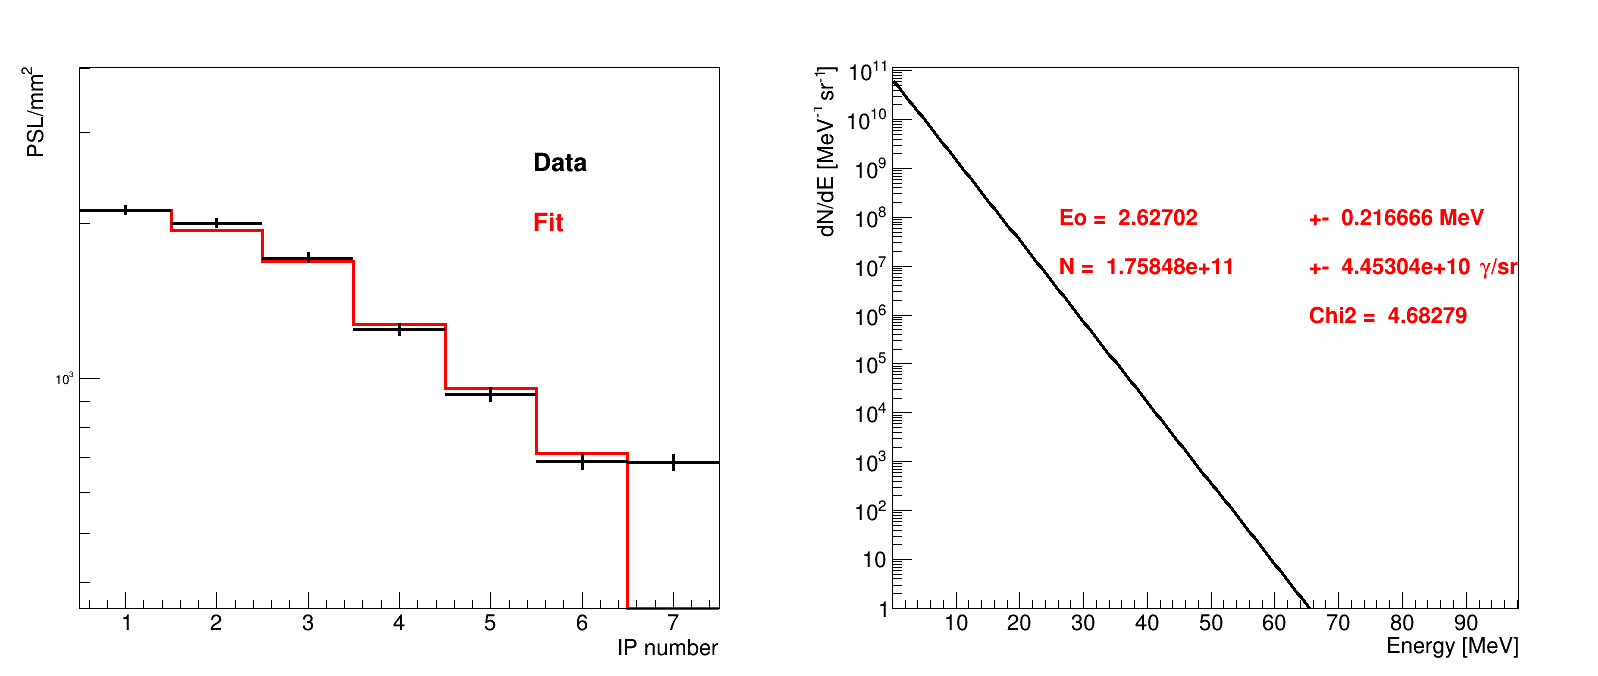 PSL/mm²
Data
Fit
10³
1 2 3 4 5 6 7
IP number
dN/dE [MeV⁻¹ sr⁻¹]
10¹¹
10¹⁰
10⁹
10⁸
10⁷
10⁶
10⁵
10⁴
10³
10²
10
1
Eo = 2.62702 +- 0.216666 MeV
N = 1.75848e+11 +- 4.45304e+10 γ/sr
Chi2 = 4.68279
10 20 30 40 50 60 70 80 90
Energy [MeV]